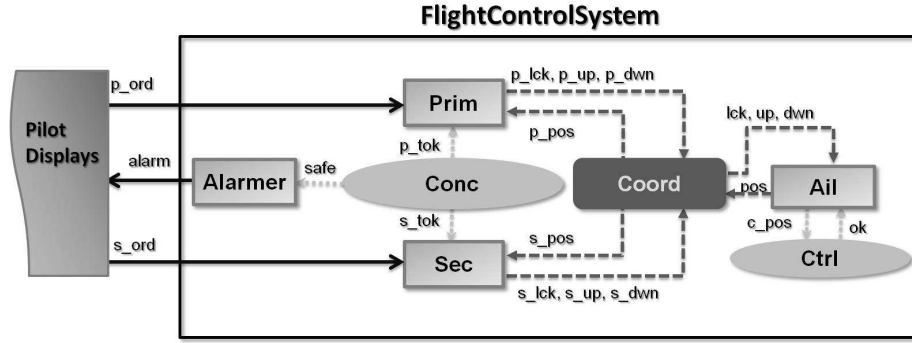 FlightControlSystem
p_ord
Prim
p_lck, p_up, p_dwn
p_pos
p_tok
Pilot
Displays
alarm
Alarmer
safe
Conc
Coord
lck, up, dwn
pos
Ail
c_pos
ok
Ctrl
s_ord
s_tok
Sec
s_pos
s_lck, s_up, s_dwn